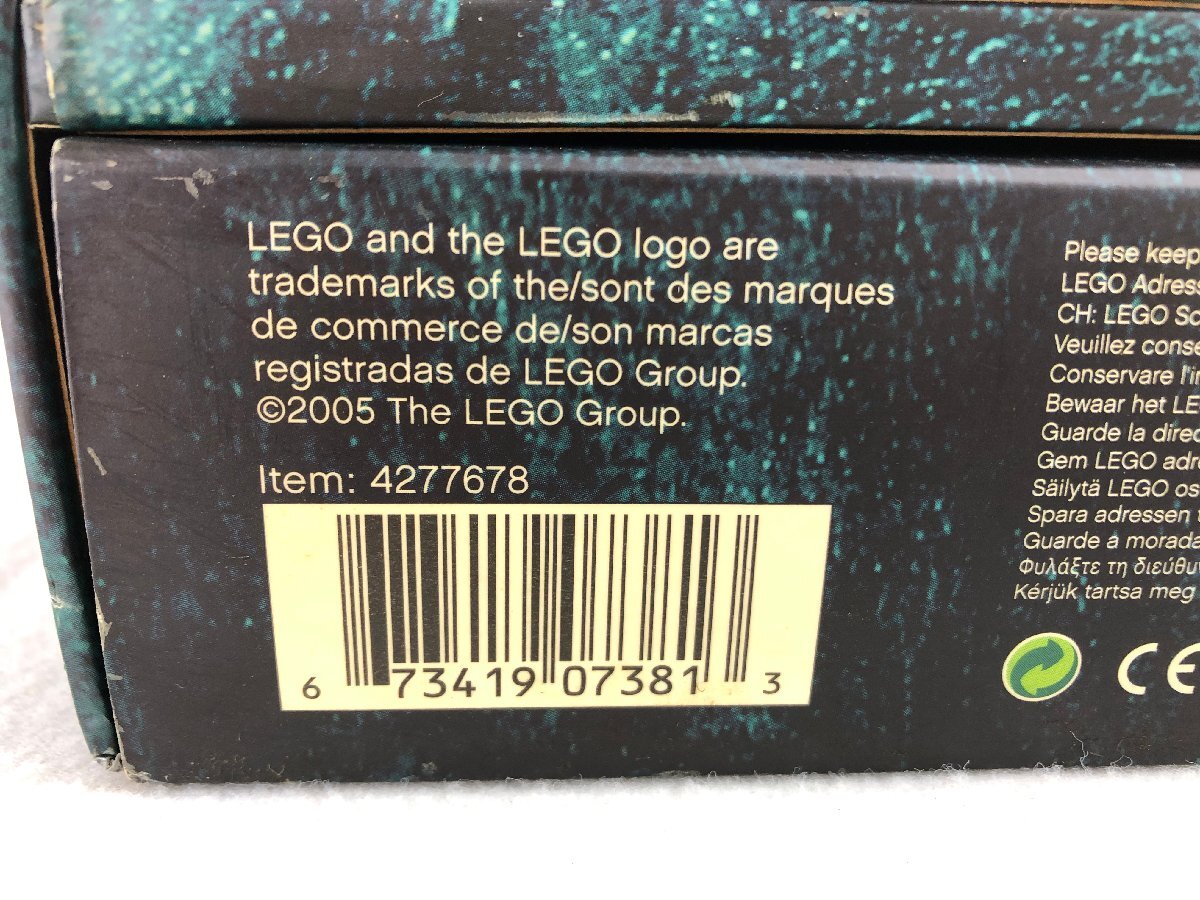 LEGO and the LEGO logo are
trademarks of the/sont des marques
de commerce de/son marcas
registradas de LEGO Group.
©2005 The LEGO Group.
Item: 4277678
6 73419 07381 3
Please keep
LEGO
CH: LEGO
Veuillez
Conservare
Bewaar het
Guarde la
Gem LEGO
Säilytä LEGO
Spara adressen
Guarde a morada
Φυλάξτε τη
Kérjük tartsa meg
CE